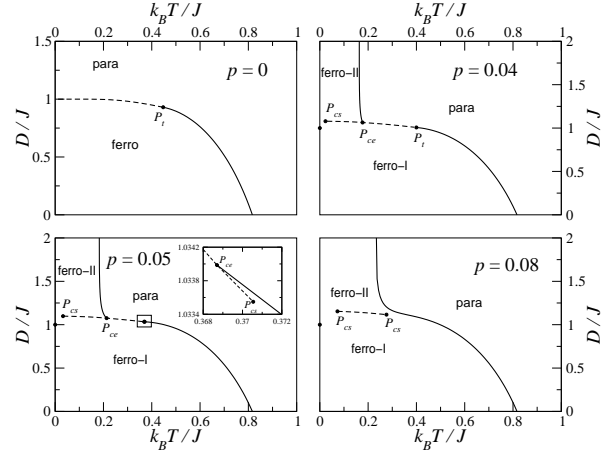 k_B T / J
k_B T / J
0 0.2 0.4 0.6 0.8 1
0 0.2 0.4 0.6 0.8 1
1.5
1
0.5
0
D / J
para
p = 0
P_t
ferro
ferro-II
p = 0.04
P_cs
para
P_ce
P_t
ferro-I
2
1.5
1
0.5
0
D / J
2
1.5
1
0.5
0
D / J
ferro-II
p = 0.05
para
P_cs
P_ce
ferro-I
1.0342
1.0338
1.0334
P_ce
P_cs
0.368 0.37 0.372
ferro-II
p = 0.08
para
P_cs
P_cs
ferro-I
2
1.5
1
0.5
0
D / J
0 0.2 0.4 0.6 0.8 1
0 0.2 0.4 0.6 0.8 1
k_B T / J
k_B T / J